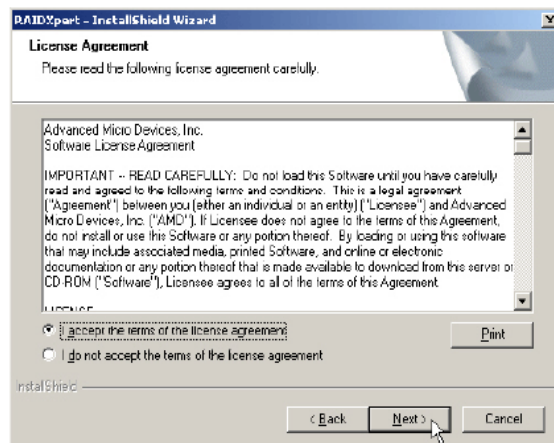 RAIDXpert - InstallShield Wizard
License Agreement
Please read the following license agreement carefully.
Advanced Micro Devices, Inc.
Software License Agreement
IMPORTANT -- READ CAREFULLY: Do not load this Software until you have carefully
read and agreed to the following terms and conditions. This is a legal agreement
("Agreement") between you (either an individual or an entity) ("Licensee") and Advanced
Micro Devices, Inc. ("AMD"). If Licensee does not agree to the terms of this Agreement,
do not install or use this Software or any portion thereof. By loading or using this software
that may include associated media, printed Software, and online or electronic
documentation or any portion thereof that is made available to download from this server or
CD-ROM ("Software"), Licensee agrees to all of the terms of this Agreement.
LICENSE
I accept the terms of the license agreement
Print
I do not accept the terms of the license agreement
InstallShield
< Back
Next >
Cancel